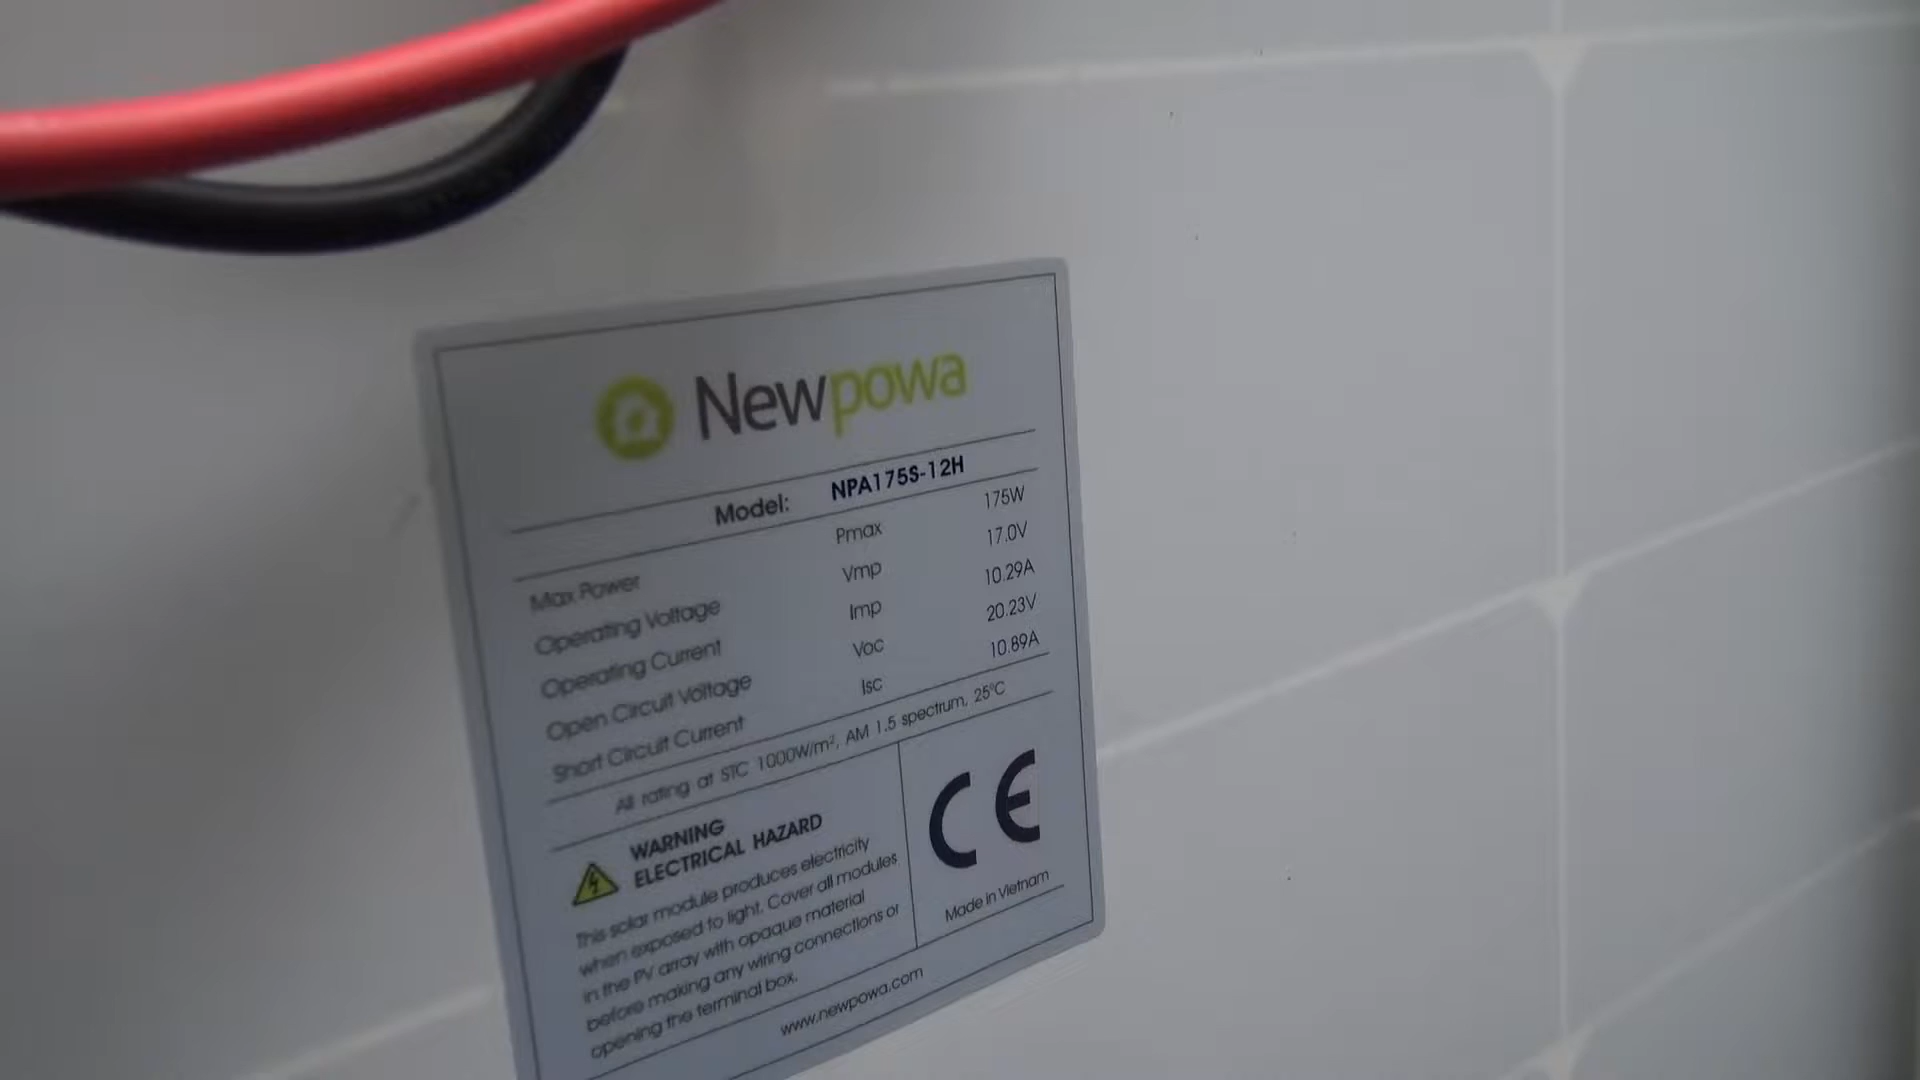 Newpowa
Model: NPA175S-12H
Max Power Pmax 175W
Operating Voltage Vmp 17.0V
Operating Current Imp 10.29A
Open Circuit Voltage Voc 20.23V
Short Circuit Current Isc 10.89A
All rating at STC 1000W/m², AM 1.5 spectrum, 25°C
WARNING
ELECTRICAL HAZARD
This solar module produces electricity
when exposed to light. Cover all modules
in the PV array with opaque material
before making any wiring connections or
opening the terminal box.
CE
Made in Vietnam
www.newpowa.com